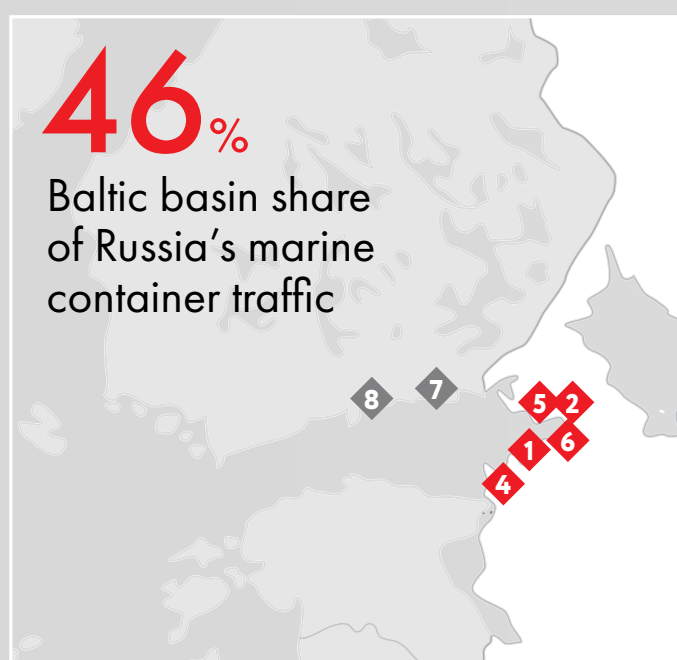 46%
Baltic basin share
of Russia’s marine
container traffic
8 7 5 2
1 6
4